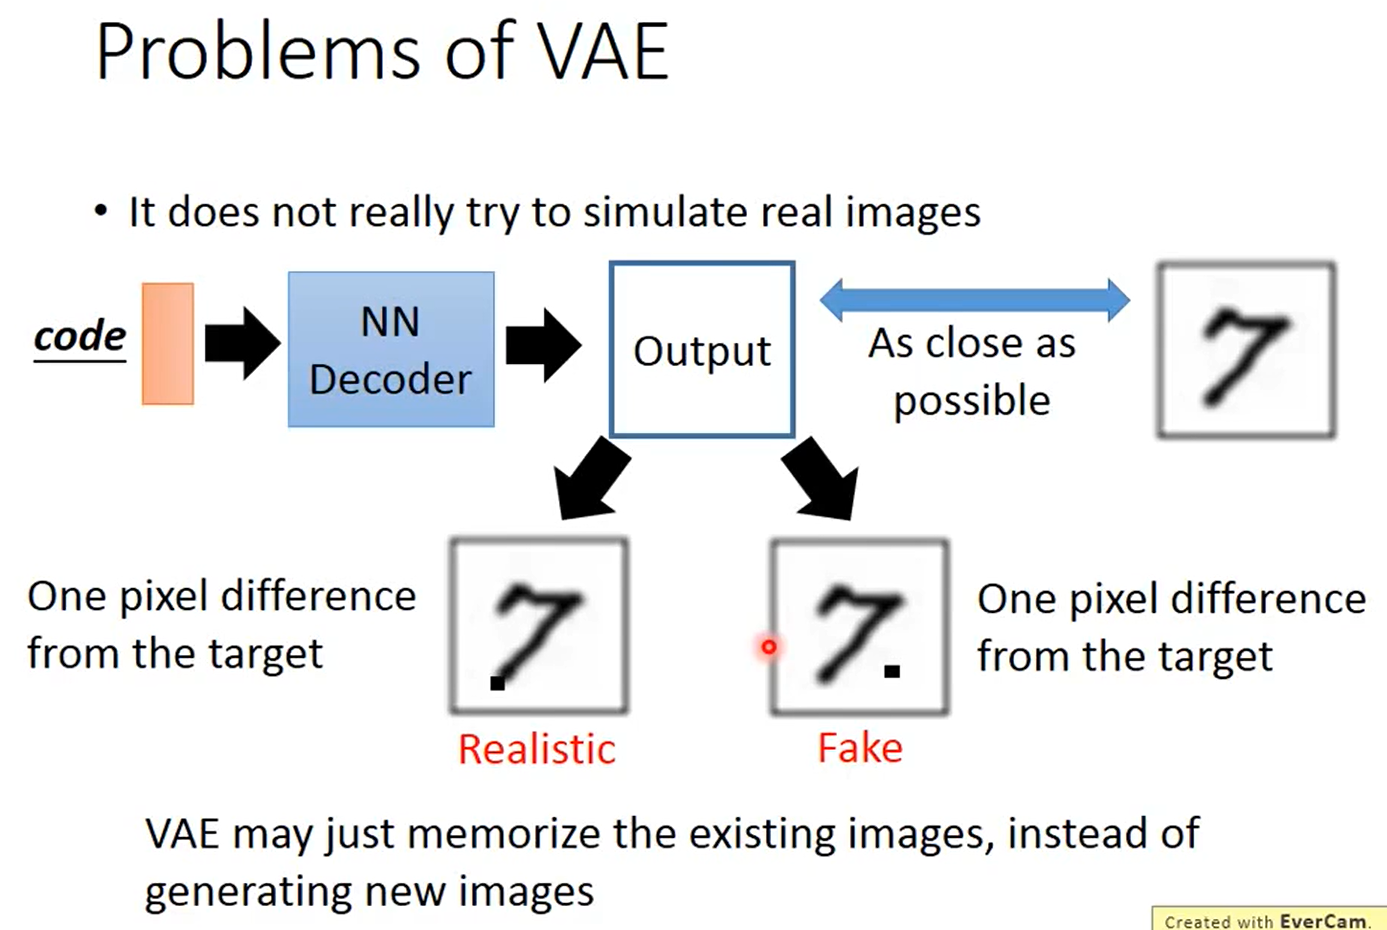 Problems of VAE
• It does not really try to simulate real images
code
NN
Decoder
Output
As close as
possible
7
One pixel difference
from the target
7
7
One pixel difference
from the target
Realistic
Fake
VAE may just memorize the existing images, instead of
generating new images
Created with EverCam.